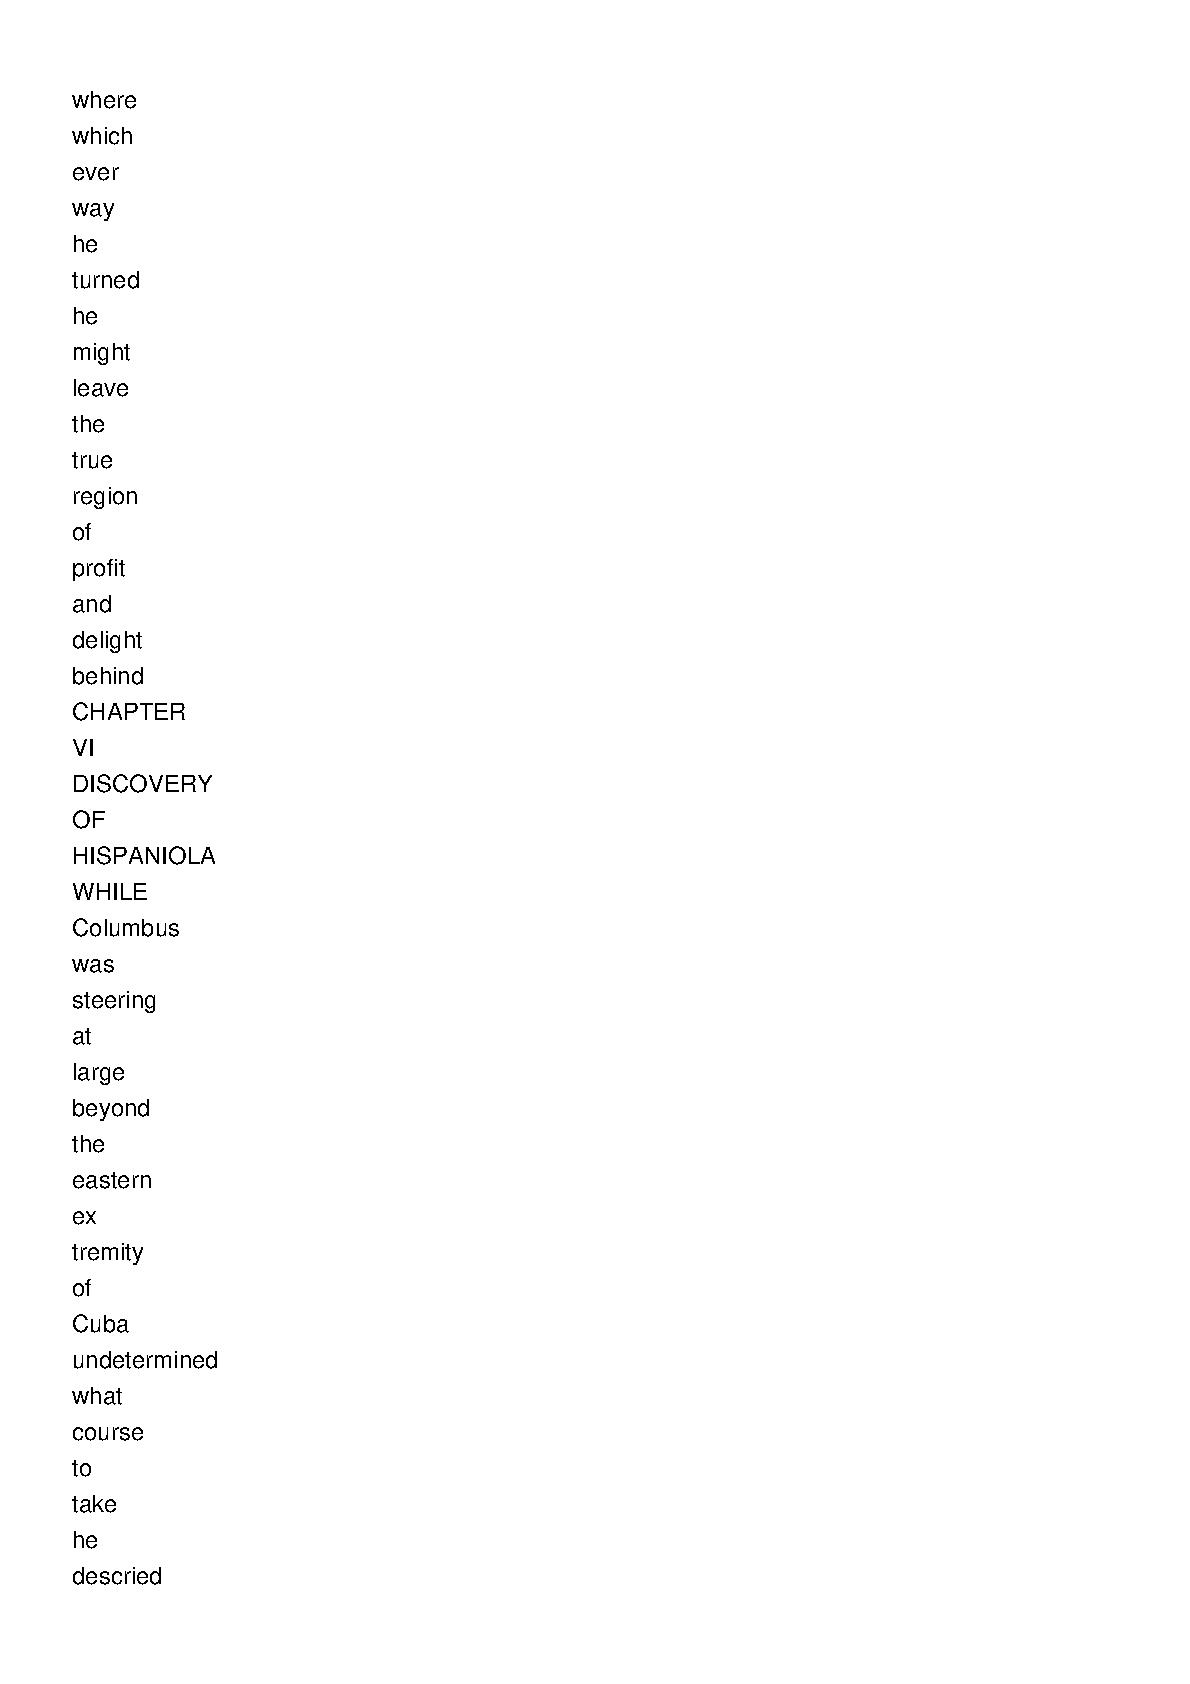 where
which
ever
way
he
turned
he
might
leave
the
true
region
of
profit
and
delight
behind
CHAPTER
VI
DISCOVERY
OF
HISPANIOLA
WHILE
Columbus
was
steering
at
large
beyond
the
eastern
ex
tremity
of
Cuba
undetermined
what
course
to
take
he
descried